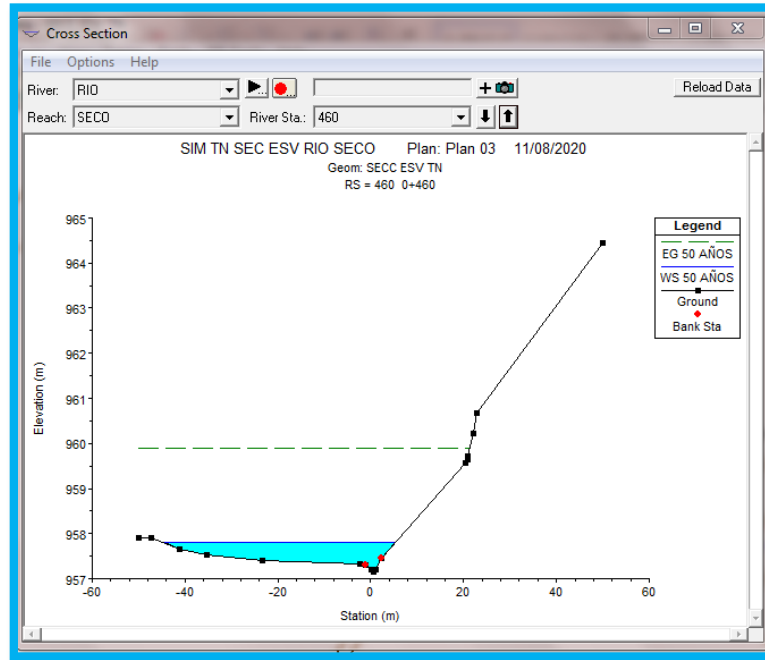 Cross Section
File Options Help
River: RIO
Reload Data
Reach: SECO River Sta.: 460
SIM TN SEC ESV RIO SECO Plan: Plan 03 11/08/2020
Geom: SECC ESV TN
RS = 460 0+460
965
964
963
962
961
960
959
958
957
Elevation (m)
-60 -40 -20 0 20 40 60
Station (m)
Legend
EG 50 AÑOS
WS 50 AÑOS
Ground
Bank Sta